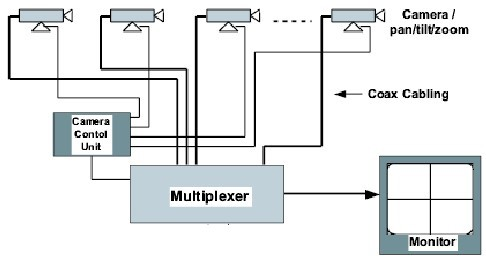 Camera /
pan/tilt/zoom
Coax Cabling
Camera
Contol
Unit
Multiplexer
Monitor